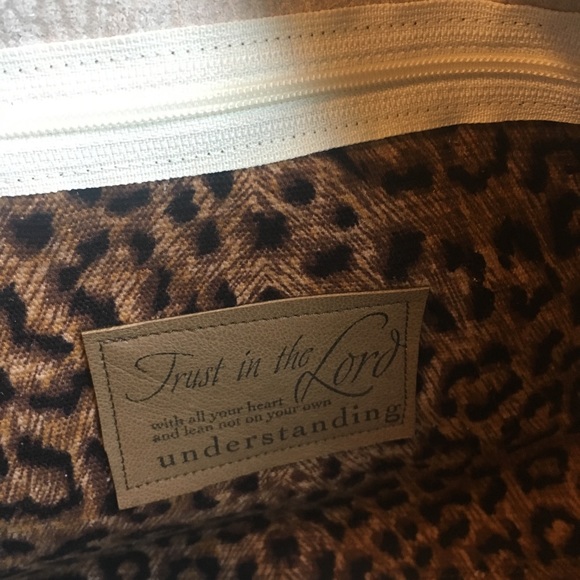 Trust in the Lord
with all your heart
and lean not on your own
understanding